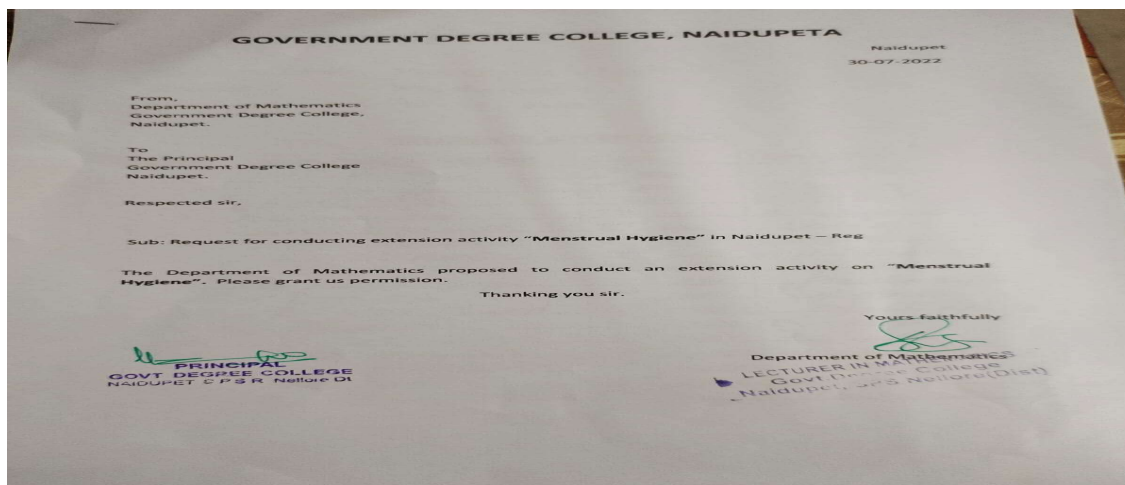 GOVERNMENT DEGREE COLLEGE, NAIDUPETA
Naidupet
30-07-2022
From,
Department of Mathematics
Government Degree College,
Naidupet.
To
The Principal
Government Degree College
Naidupet.
Respected sir,
Sub: Request for conducting extension activity "Menstrual Hygiene" in Naidupet – Reg
The Department of Mathematics proposed to conduct an extension activity on "Menstrual
Hygiene". Please grant us permission.
Thanking you sir.
Yours faithfully
Department of Mathematics
LECTURER IN MATHEMATICS
Govt Degree College
Naidupet, SPS Nellore(Dist)
PRINCIPAL
GOVT DEGREE COLLEGE
NAIDUPET S P S R Nellore Dt